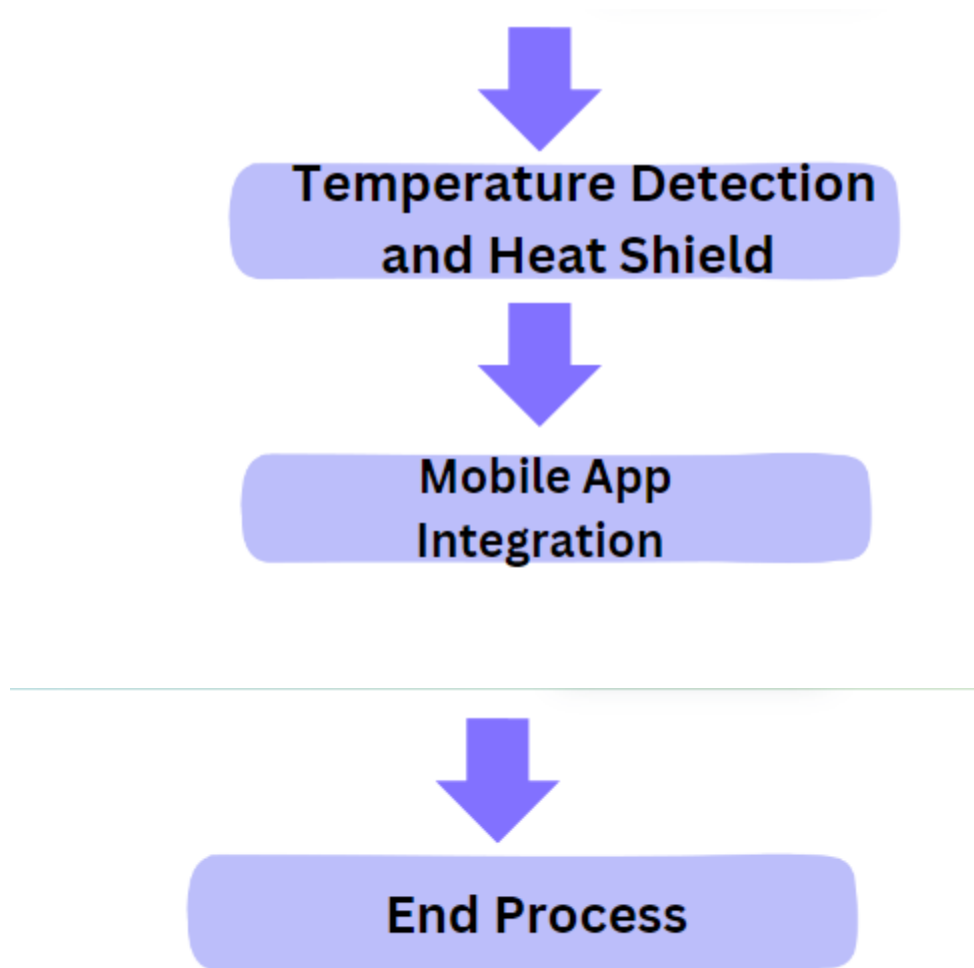 Temperature Detection
and Heat Shield
Mobile App
Integration
End Process